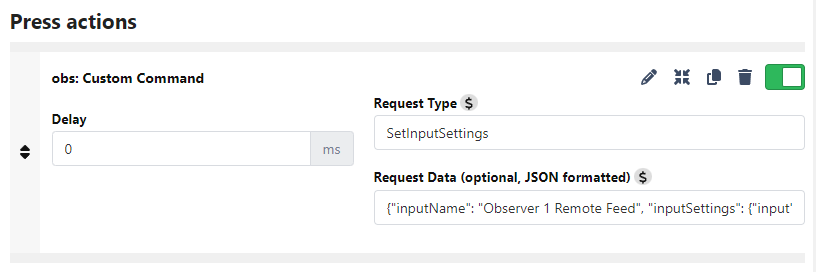 Press actions
obs: Custom Command
Delay
0
ms
Request Type $
SetInputSettings
Request Data (optional, JSON formatted) $
{"inputName": "Observer 1 Remote Feed", "inputSettings": {"input"